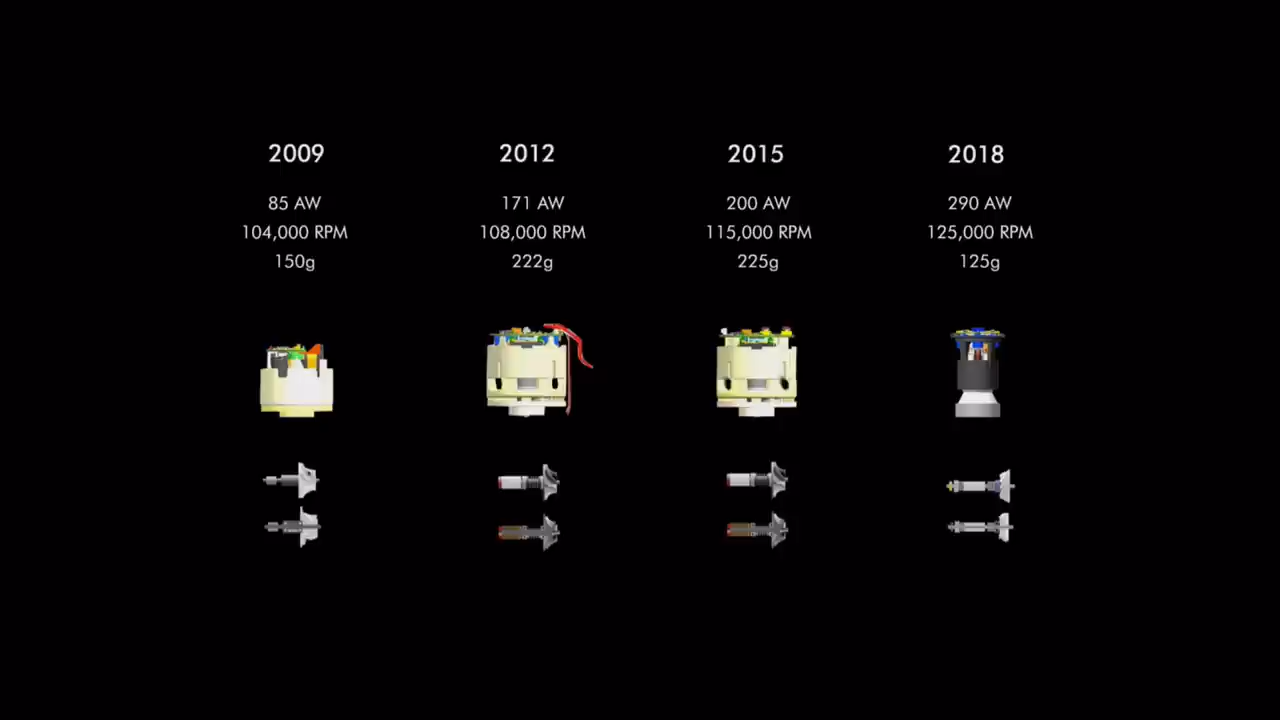 2009
85 AW
104,000 RPM
150g
2012
171 AW
108,000 RPM
222g
2015
200 AW
115,000 RPM
225g
2018
290 AW
125,000 RPM
125g